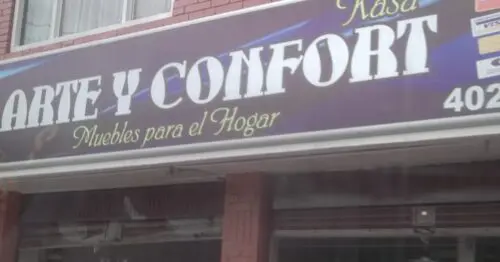 Kasa
ARTE Y CONFORT
Muebles para el Hogar
402